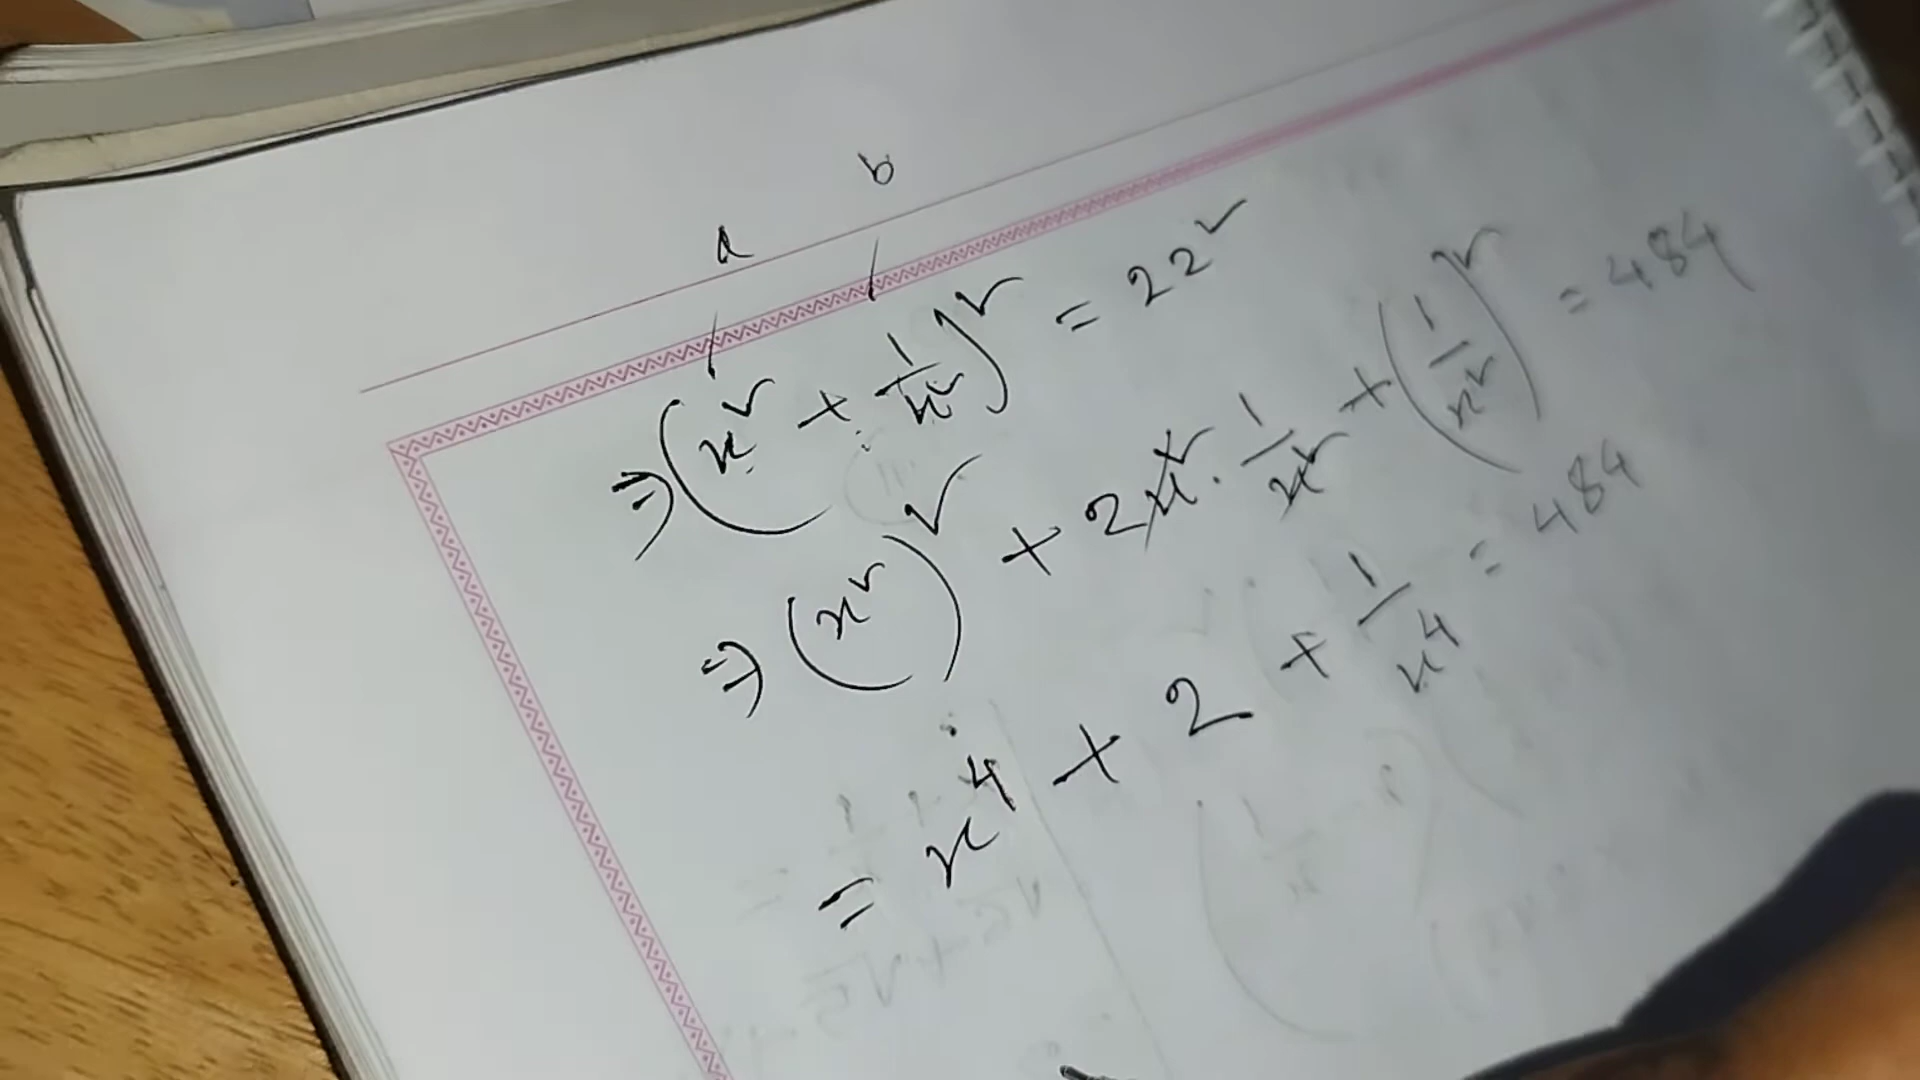 a b
⇒ (x² + 1/x²)² = 22²
⇒ (x²)² + 2x² · 1/x² + (1/x²)² = 484
= x⁴ + 2 + 1/x⁴ = 484